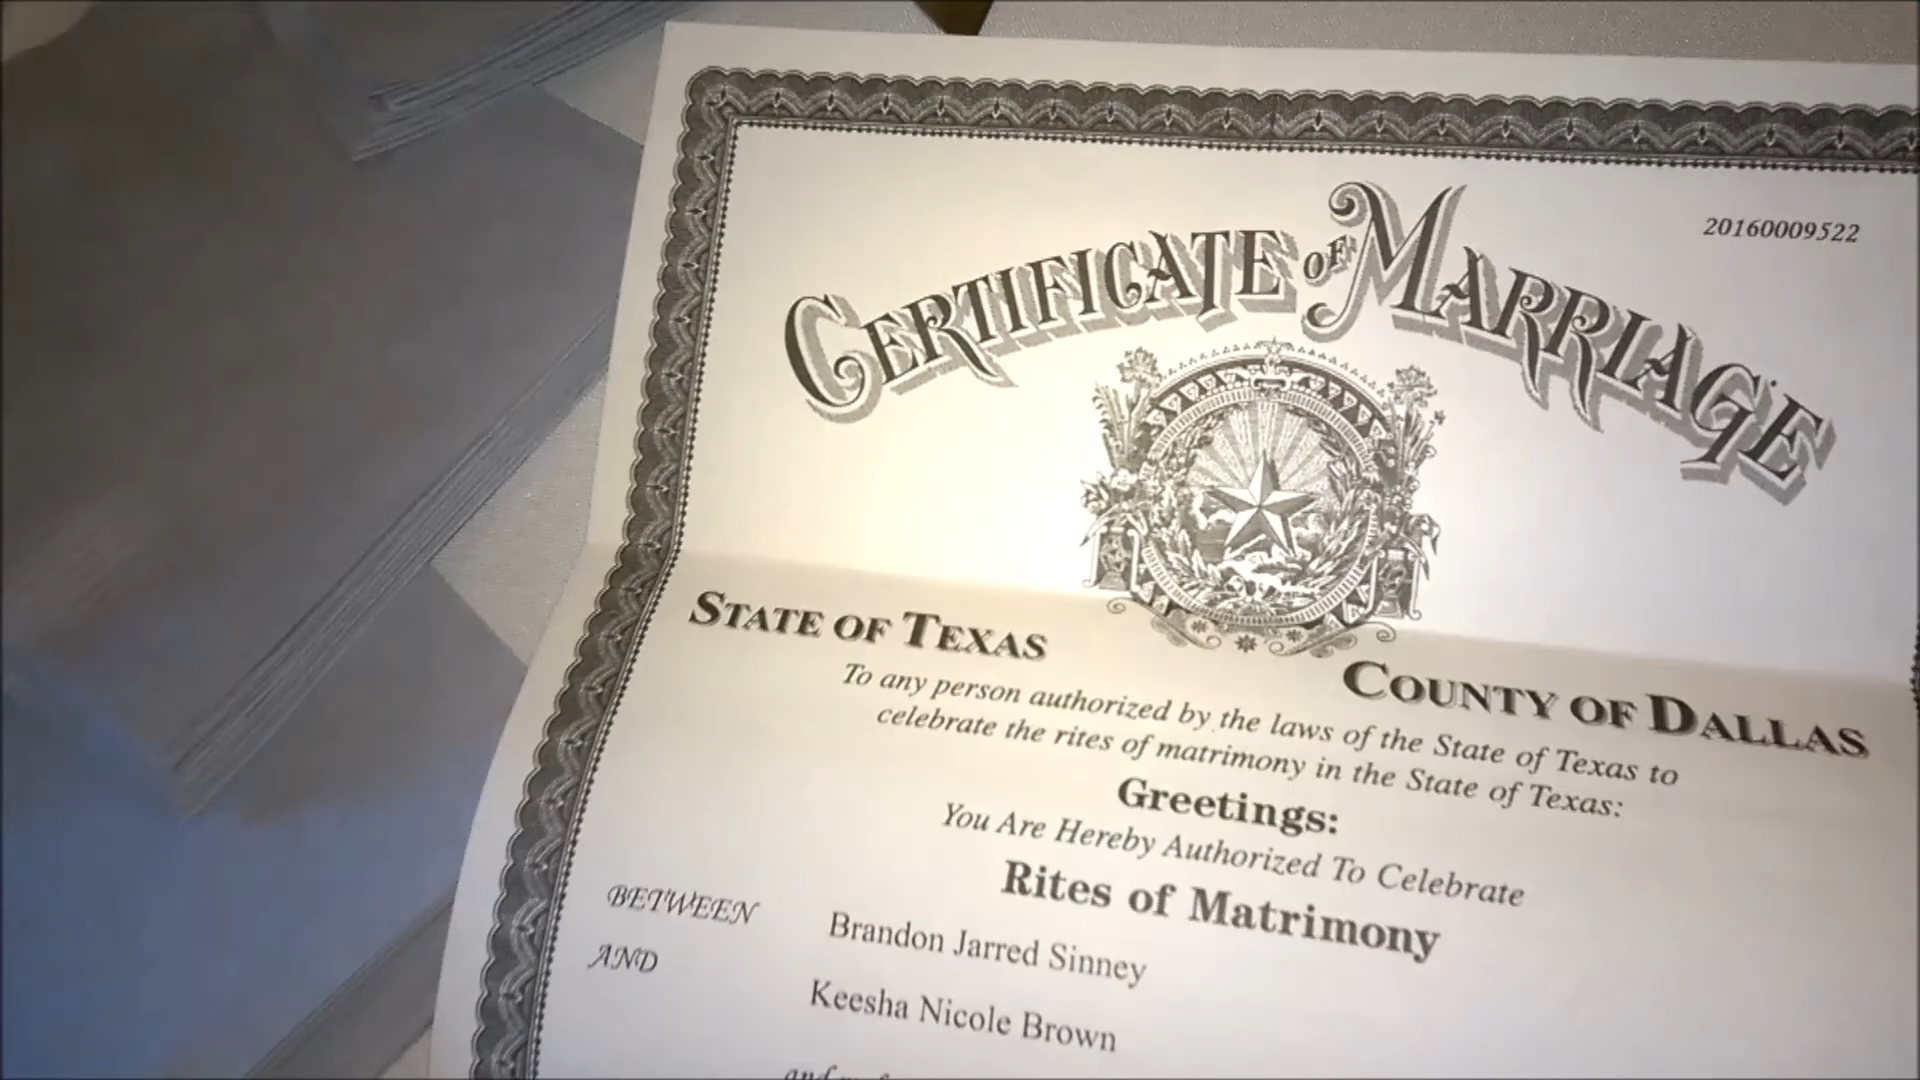 20160009522
CERTIFICATE OF MARRIAGE
STATE OF TEXAS
COUNTY OF DALLAS
To any person authorized by the laws of the State of Texas to
celebrate the rites of matrimony in the State of Texas:
Greetings:
You Are Hereby Authorized To Celebrate
Rites of Matrimony
BETWEEN Brandon Jarred Sinney
AND Keesha Nicole Brown
and